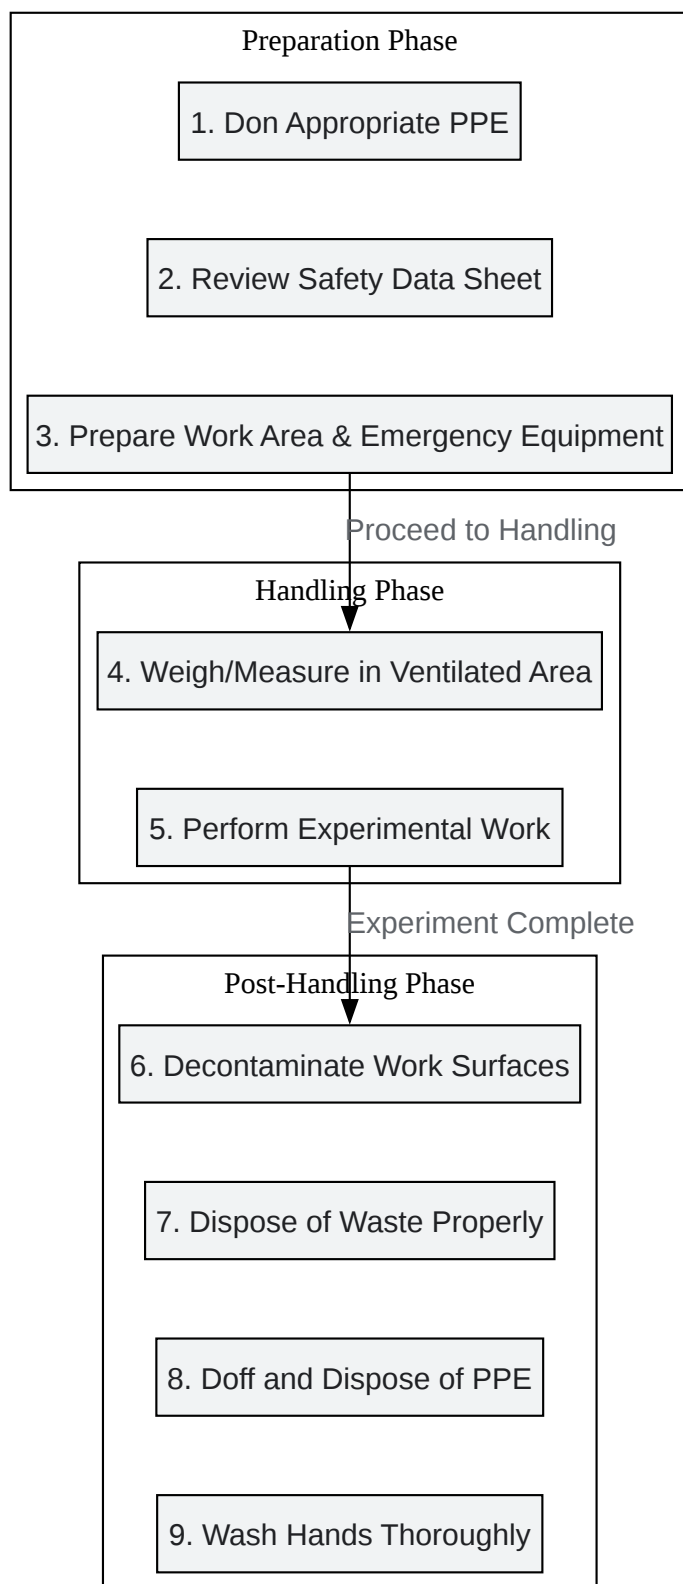 Preparation Phase
1. Don Appropriate PPE
2. Review Safety Data Sheet
3. Prepare Work Area & Emergency Equipment
Proceed to Handling
Handling Phase
4. Weigh/Measure in Ventilated Area
5. Perform Experimental Work
Experiment Complete
Post-Handling Phase
6. Decontaminate Work Surfaces
7. Dispose of Waste Properly
8. Doff and Dispose of PPE
9. Wash Hands Thoroughly